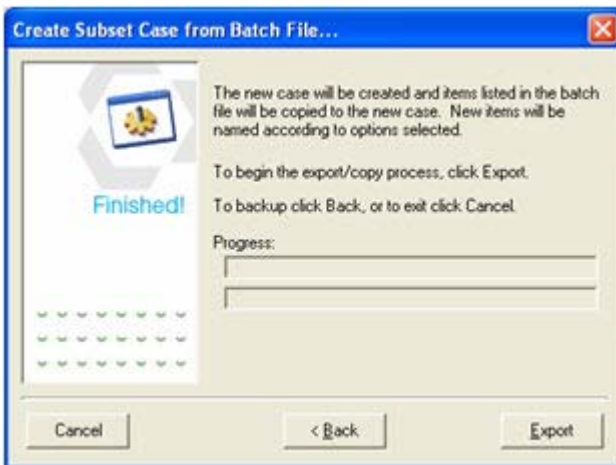 Create Subset Case from Batch File...
The new case will be created and items listed in the batch
file will be copied to the new case. New items will be
named according to options selected.
To begin the export/copy process, click Export.
Finished!
To backup click Back, or to exit click Cancel.
Progress:
Cancel
< Back
Export